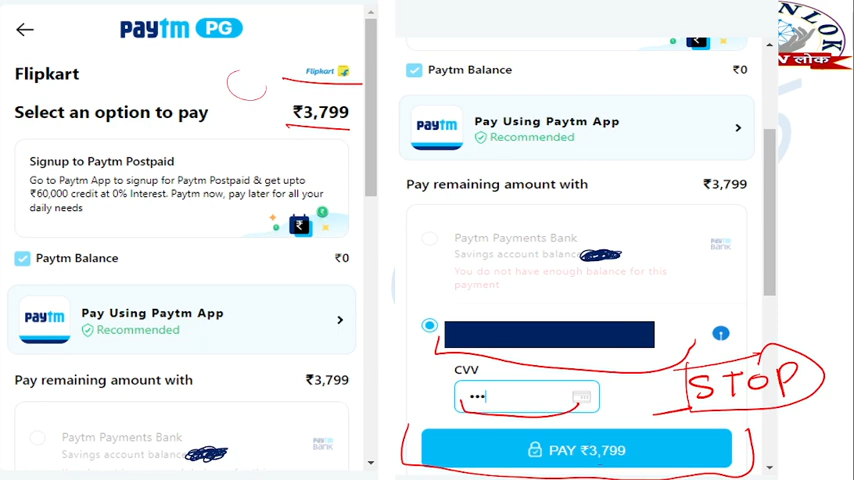 paytm PG
Flipkart
Flipkart
Select an option to pay ₹3,799
Signup to Paytm Postpaid
Go to Paytm App to signup for Paytm Postpaid & get upto
₹60,000 credit at 0% Interest. Paytm now, pay later for all your
daily needs
Paytm Balance ₹0
paytm
Pay Using Paytm App
Recommended
Pay remaining amount with ₹3,799
Paytm Payments Bank
Savings account balance
paytm
BANK
Paytm Balance ₹0
paytm
Pay Using Paytm App
Recommended
Pay remaining amount with ₹3,799
Paytm Payments Bank
Savings account balance
paytm
BANK
You do not have enough balance for this
payment
CVV
•••
STOP
PAY ₹3,799
NLOK
लोक